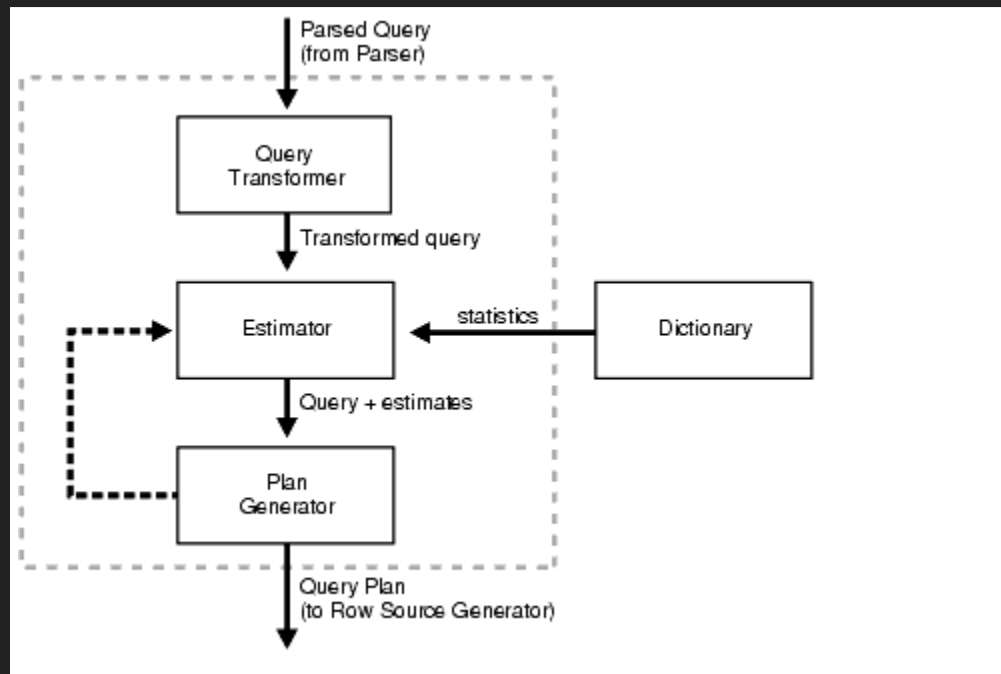 Parsed Query
(from Parser)
Query
Transformer
Transformed query
Estimator
statistics
Dictionary
Query + estimates
Plan
Generator
Query Plan
(to Row Source Generator)